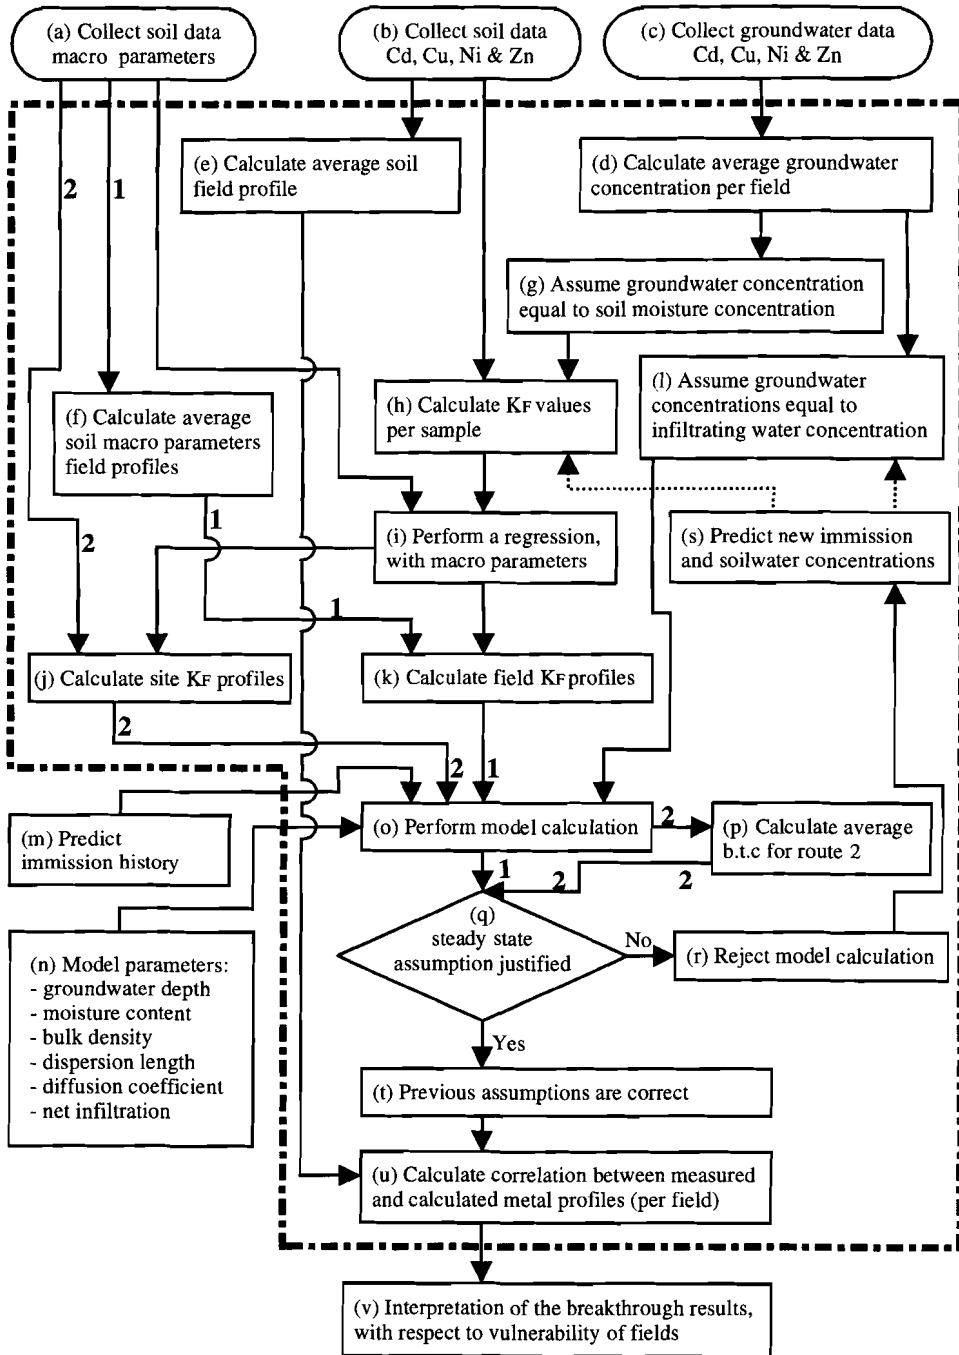 (a) Collect soil data
macro parameters
(b) Collect soil data
Cd, Cu, Ni & Zn
(c) Collect groundwater data
Cd, Cu, Ni & Zn
2
1
(e) Calculate average soil
field profile
(d) Calculate average groundwater
concentration per field
(g) Assume groundwater concentration
equal to soil moisture concentration
(f) Calculate average
soil macro parameters
field profiles
(h) Calculate KF values
per sample
(l) Assume groundwater
concentrations equal to
infiltrating water concentration
1
2
(i) Perform a regression,
with macro parameters
(s) Predict new immission
and soilwater concentrations
1
(j) Calculate site KF profiles
(k) Calculate field KF profiles
2
2
1
(m) Predict
immission history
(o) Perform model calculation
2
(p) Calculate average
b.t.c for route 2
1
2
2
(q)
steady state
assumption justified
No
(r) Reject model calculation
(n) Model parameters:
- groundwater depth
- moisture content
- bulk density
- dispersion length
- diffusion coefficient
- net infiltration
Yes
(t) Previous assumptions are correct
(u) Calculate correlation between measured
and calculated metal profiles (per field)
(v) Interpretation of the breakthrough results,
with respect to vulnerability of fields